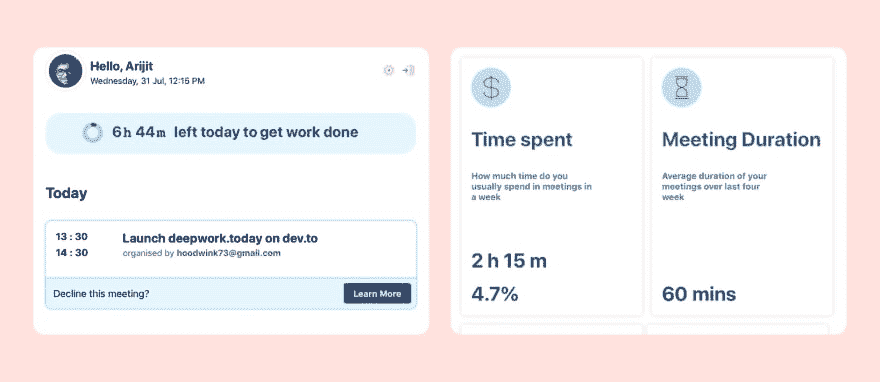 Hello, Arijit
Wednesday, 31 Jul, 12:15 PM
6h 44m left today to get work done
Today
13 : 30
Launch deepwork.today on dev.to
14 : 30
organised by hoodwink73@gmail.com
Decline this meeting?
Learn More
$
Time spent
How much time do you
usually spend in meetings in
a week
2 h 15 m
4.7%
Meeting Duration
Average duration of your
meetings over last four
week
60 mins